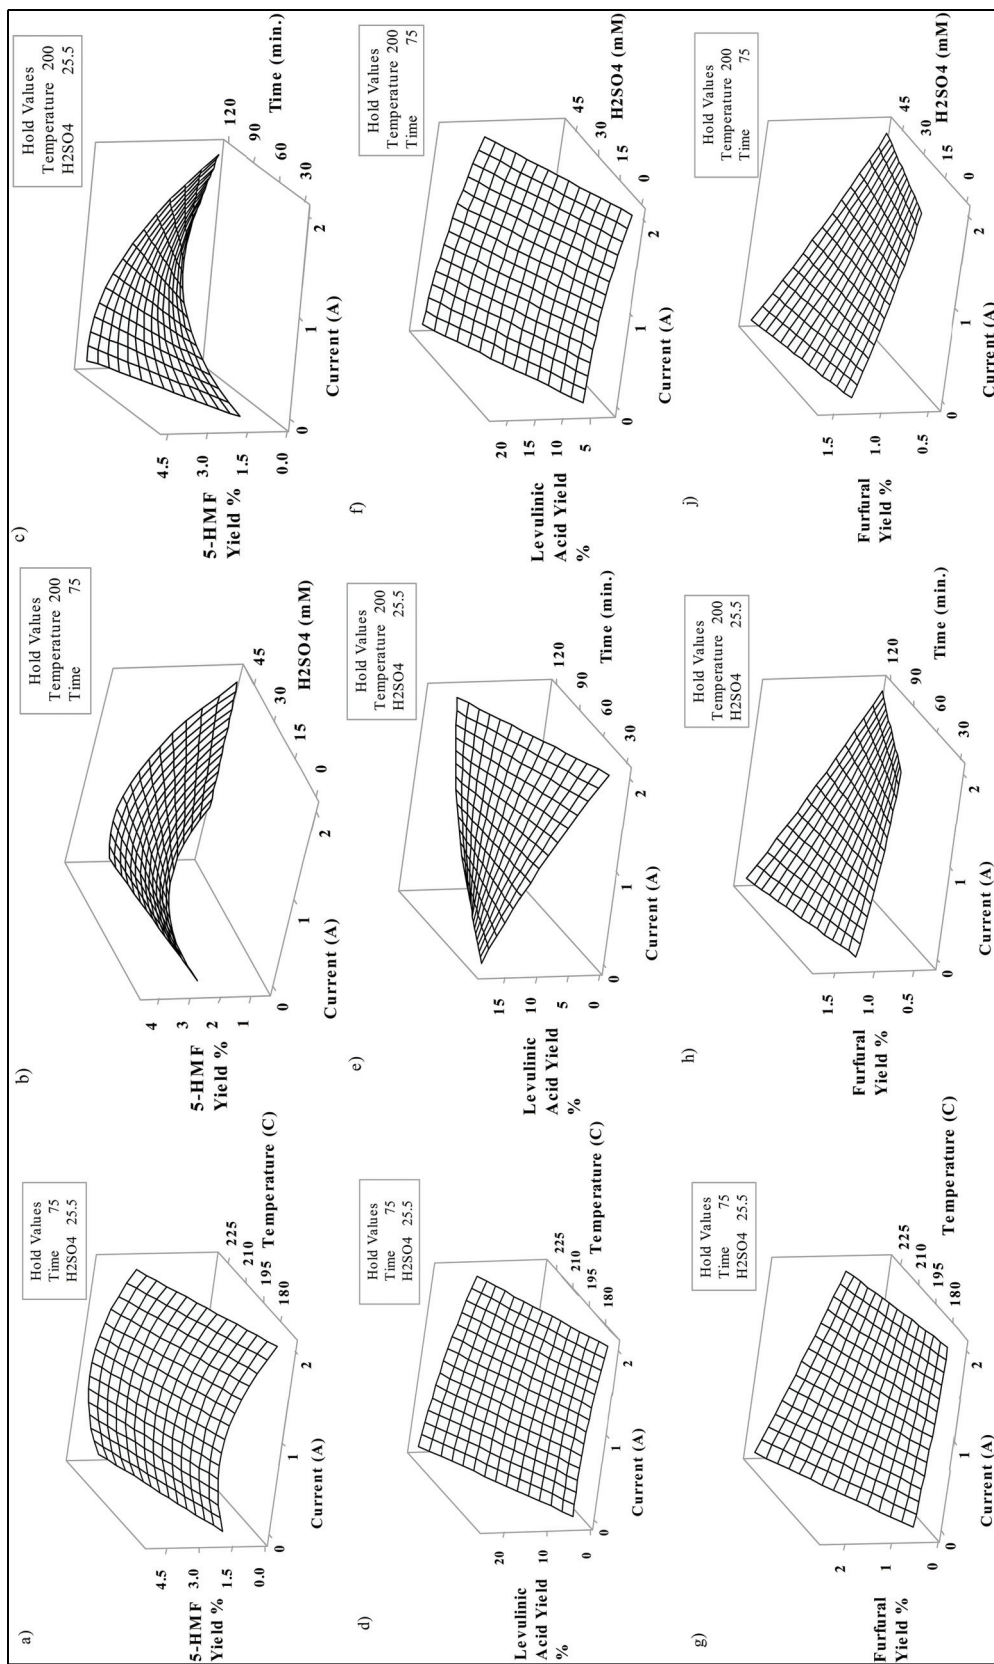 a)
Hold Values
Time 75
H2SO4 25.5
5-HMF
Yield %
4.5
3.0
1.5
0.0
0
1
2
Current (A)
180
195
210
225
Temperature (C)
b)
Hold Values
Temperature 200
Time 75
5-HMF
Yield %
4
3
2
1
0
1
2
Current (A)
0
15
30
45
H2SO4 (mM)
c)
Hold Values
Temperature 200
H2SO4 25.5
5-HMF
Yield %
4.5
3.0
1.5
0.0
0
1
2
Current (A)
30
60
90
120
Time (min.)
d)
Hold Values
Time 75
H2SO4 25.5
Levulinic
Acid Yield
%
20
10
0
0
1
2
Current (A)
180
195
210
225
Temperature (C)
e)
Hold Values
Temperature 200
H2SO4 25.5
Levulinic
Acid Yield
%
15
10
5
0
0
1
2
Current (A)
30
60
90
120
Time (min.)
f)
Hold Values
Temperature 200
Time 75
Levulinic
Acid Yield
%
20
15
10
5
0
1
2
Current (A)
0
15
30
45
H2SO4 (mM)
g)
Hold Values
Time 75
H2SO4 25.5
Furfural
Yield %
2
1
0
0
1
2
Current (A)
180
195
210
225
Temperature (C)
h)
Hold Values
Temperature 200
H2SO4 25.5
Furfural
Yield %
1.5
1.0
0.5
0
1
2
Current (A)
30
60
90
120
Time (min.)
j)
Hold Values
Temperature 200
Time 75
Furfural
Yield %
1.5
1.0
0.5
0
1
2
Current (A)
0
15
30
45
H2SO4 (mM)